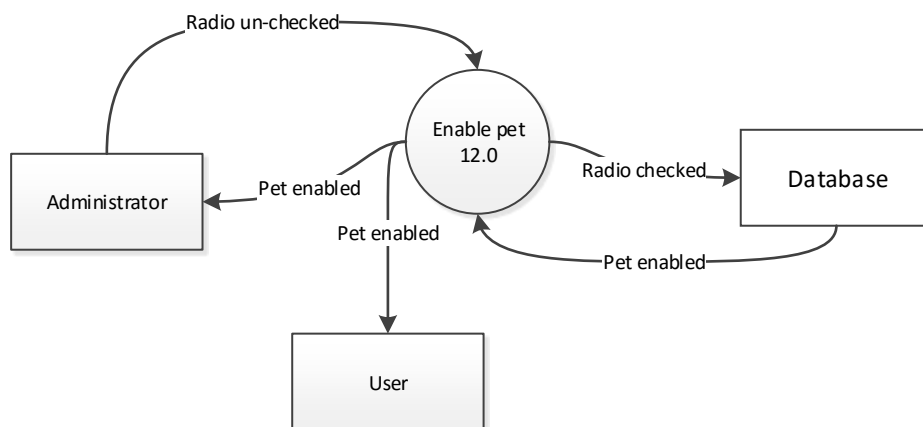 Radio un-checked
Enable pet
12.0
Radio checked
Database
Administrator
Pet enabled
Pet enabled
Pet enabled
User